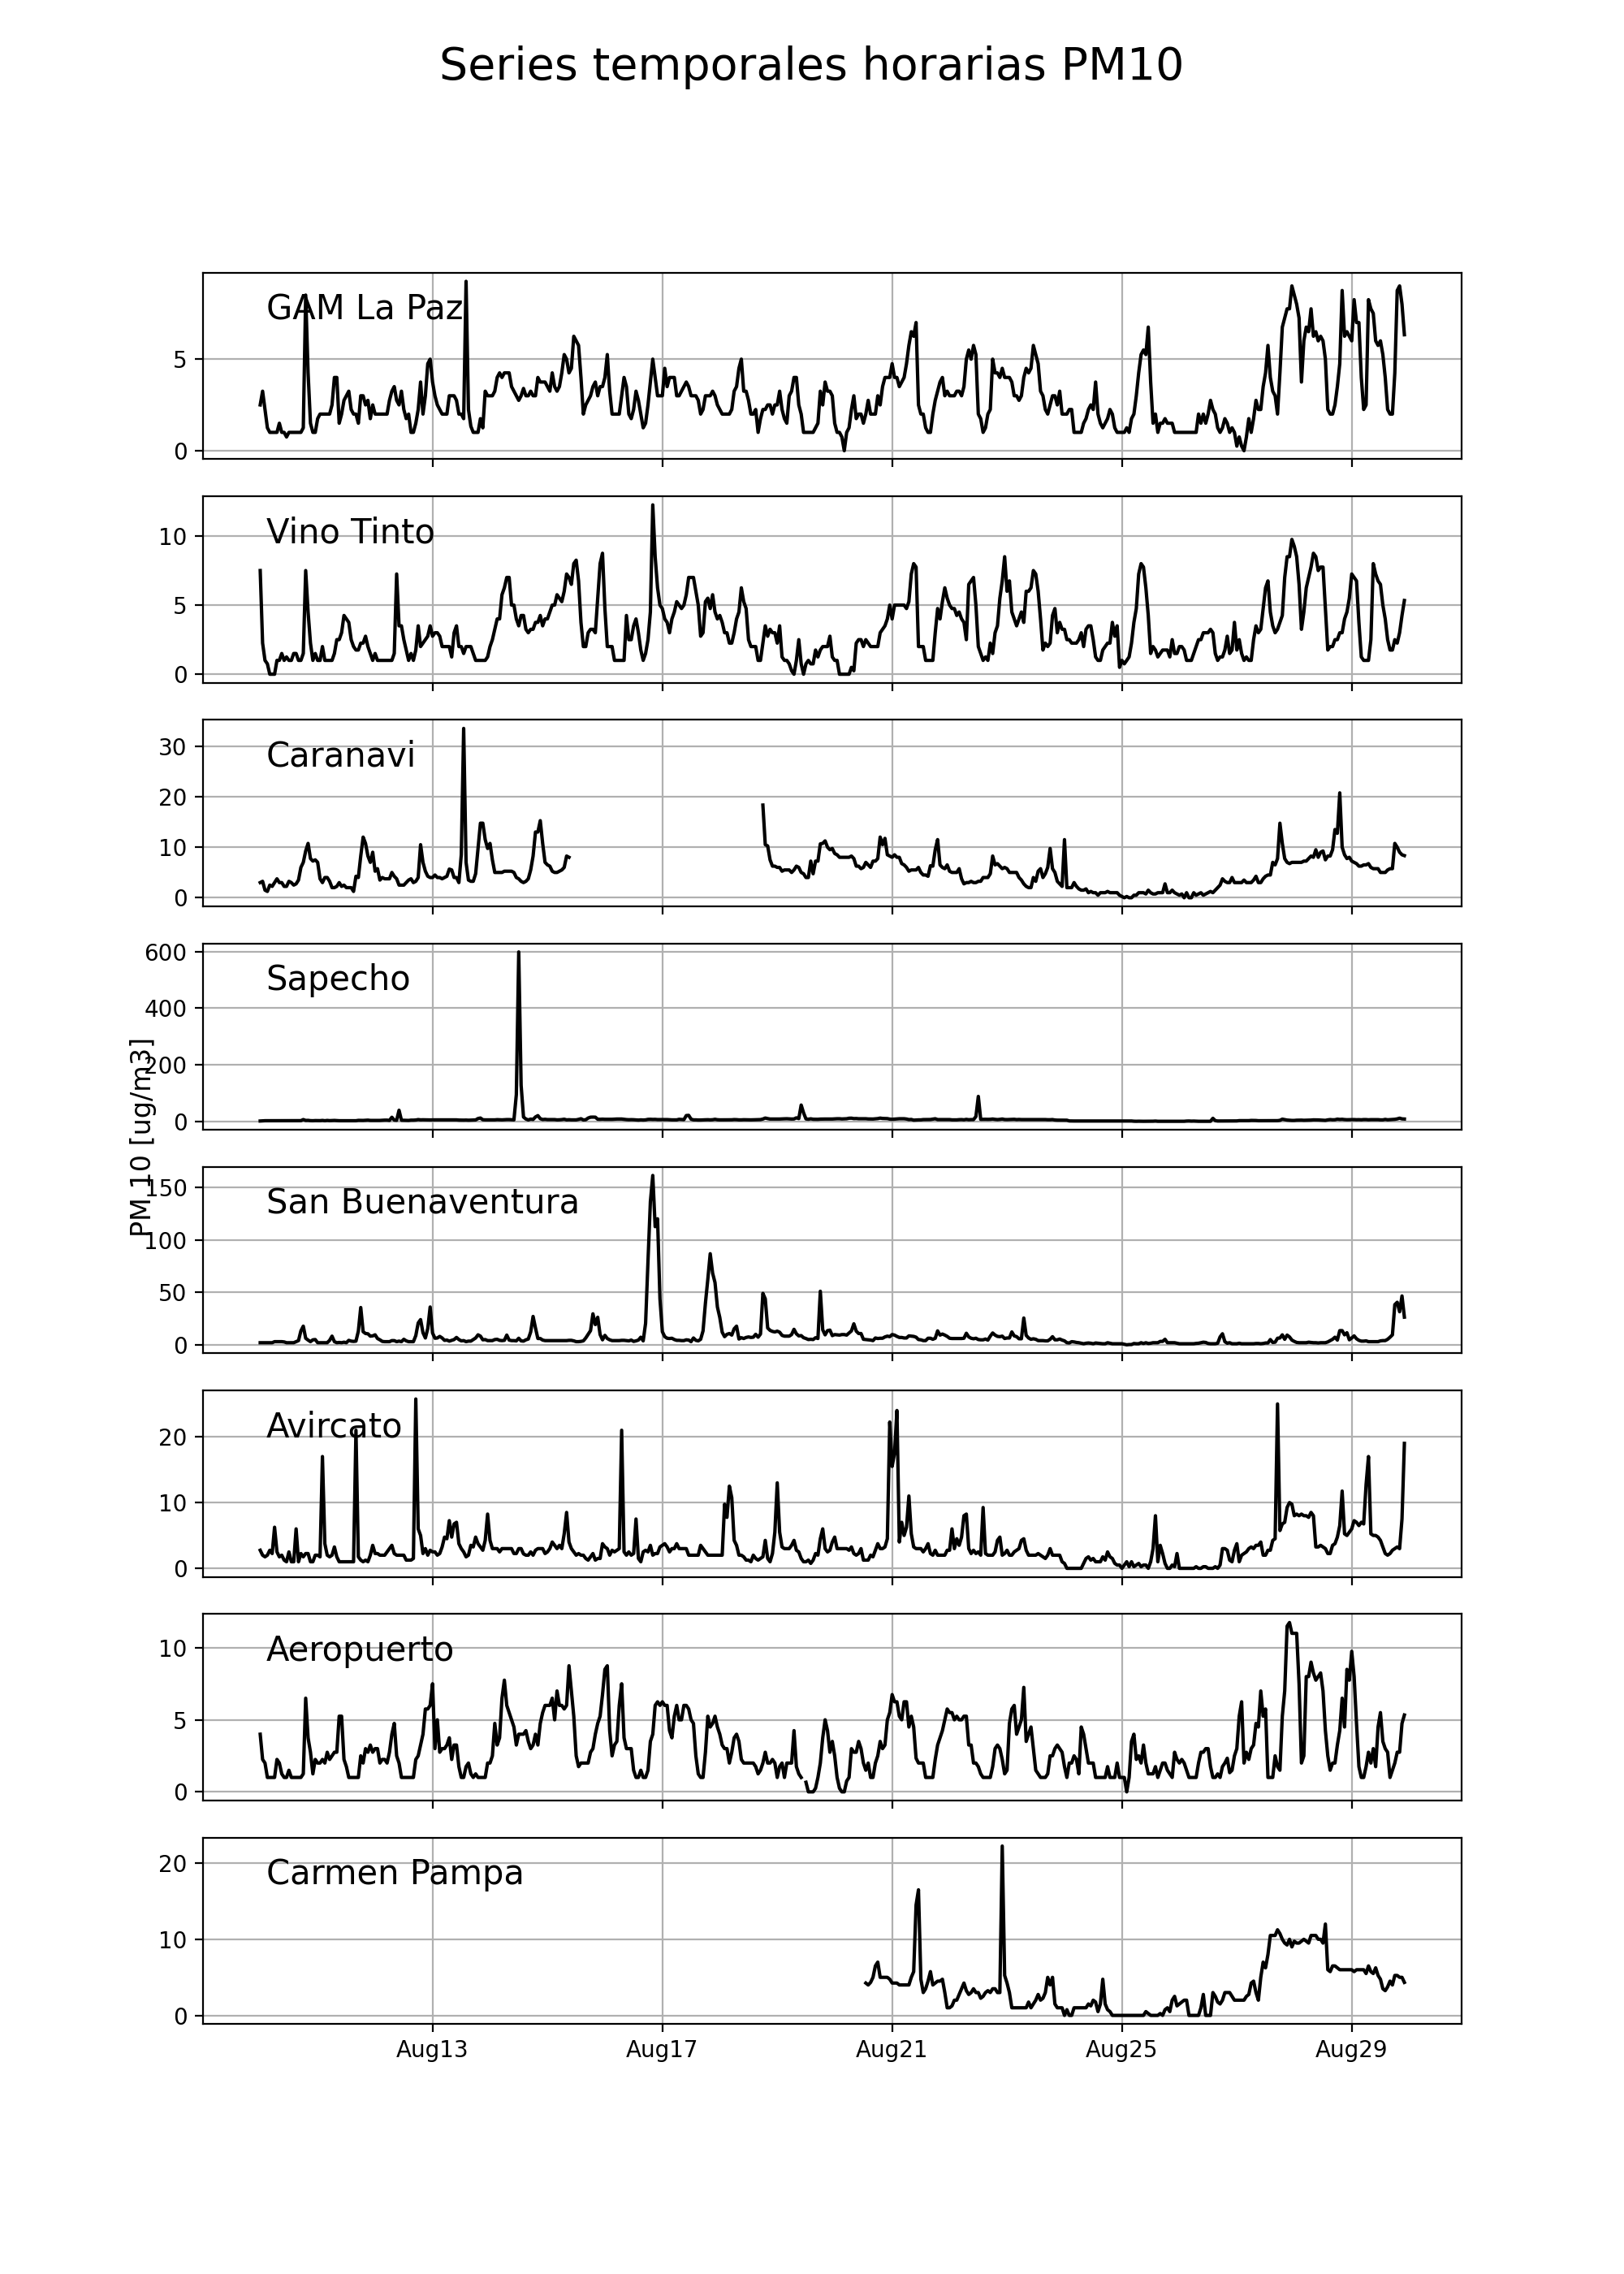 Series temporales horarias PM10
GAM La Paz
5
0
Vino Tinto
10
5
0
Caranavi
30
20
10
0
Sapecho
600
400
200
0
PM 10 [ug/m3]
San Buenaventura
150
100
50
0
Avircato
20
10
0
Aeropuerto
10
5
0
Carmen Pampa
20
10
0
Aug13 Aug17 Aug21 Aug25 Aug29